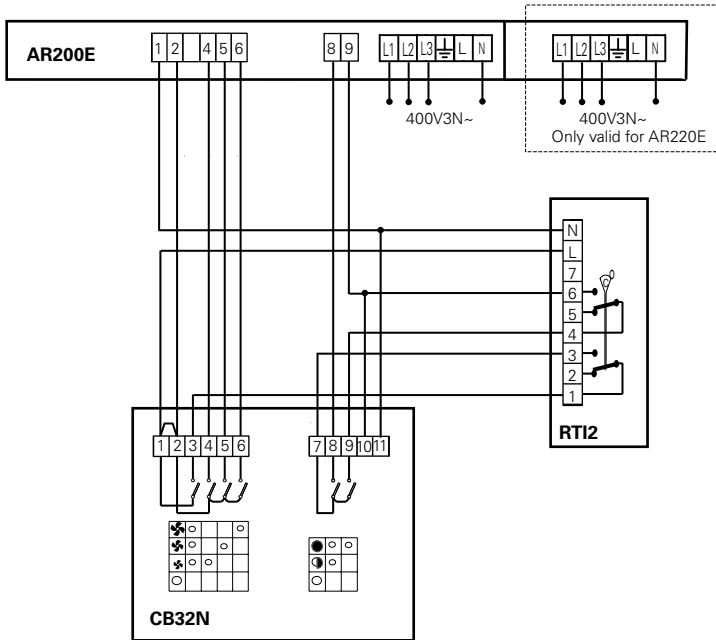 AR200E
1 2 4 5 6
8 9
L1 L2 L3 L N
L1 L2 L3 L N
400V3N~
400V3N~
Only valid for AR220E
N
L
7
6
5
4
3
2
1
RTI2
1 2 3 4 5 6
7 8 9 10 11
CB32N